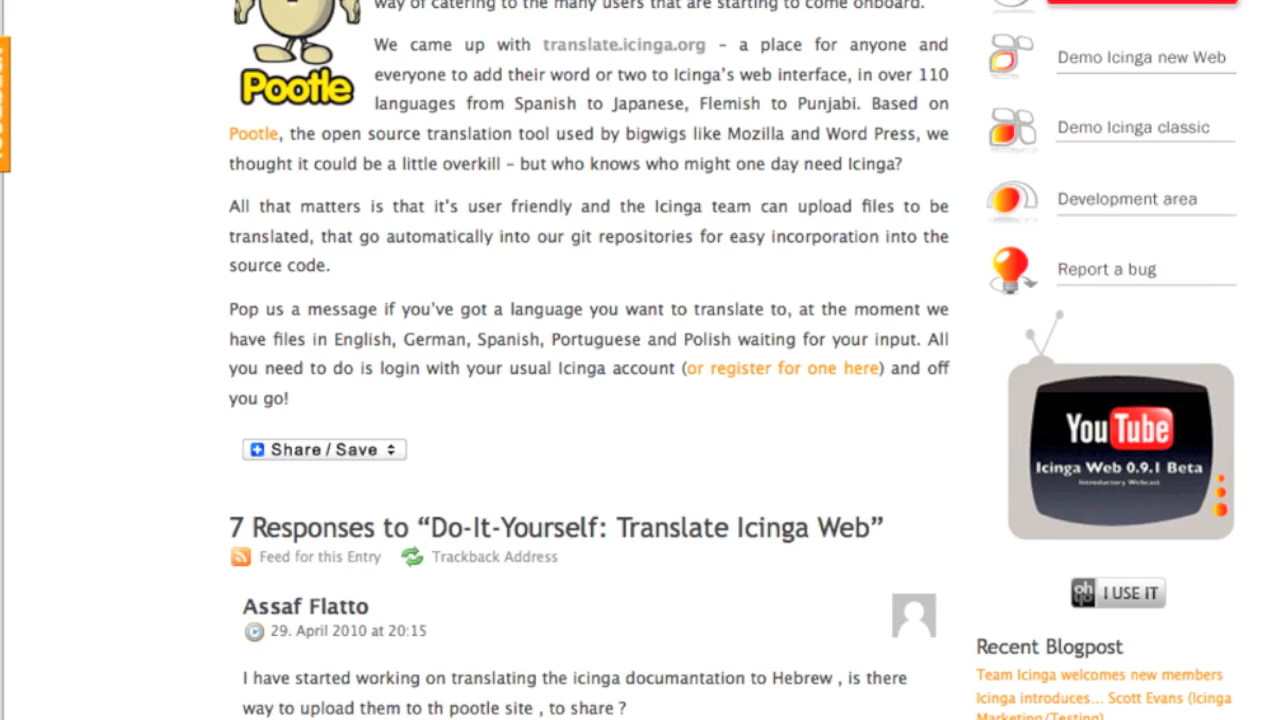 way of catering to the many users that are starting to come onboard.
We came up with translate.icinga.org – a place for anyone and
everyone to add their word or two to Icinga's web interface, in over 110
Pootle
languages from Spanish to Japanese, Flemish to Punjabi. Based on
Pootle, the open source translation tool used by bigwigs like Mozilla and Word Press, we
thought it could be a little overkill – but who knows who might one day need Icinga?
All that matters is that it's user friendly and the Icinga team can upload files to be
translated, that go automatically into our git repositories for easy incorporation into the
source code.
Pop us a message if you've got a language you want to translate to, at the moment we
have files in English, German, Spanish, Portuguese and Polish waiting for your input. All
you need to do is login with your usual Icinga account (or register for one here) and off
you go!
Share / Save
7 Responses to “Do-It-Yourself: Translate Icinga Web”
Feed for this Entry
Trackback Address
Assaf Flatto
29. April 2010 at 20:15
I have started working on translating the icinga documantation to Hebrew , is there
way to upload them to th pootle site , to share ?
Demo Icinga new Web
Demo Icinga classic
Development area
Report a bug
YouTube
Icinga Web 0.9.1 Beta
Introductory Webcast
I USE IT
Recent Blogpost
Team Icinga welcomes new members
Icinga introduces... Scott Evans (Icinga
Marketing/Testing)